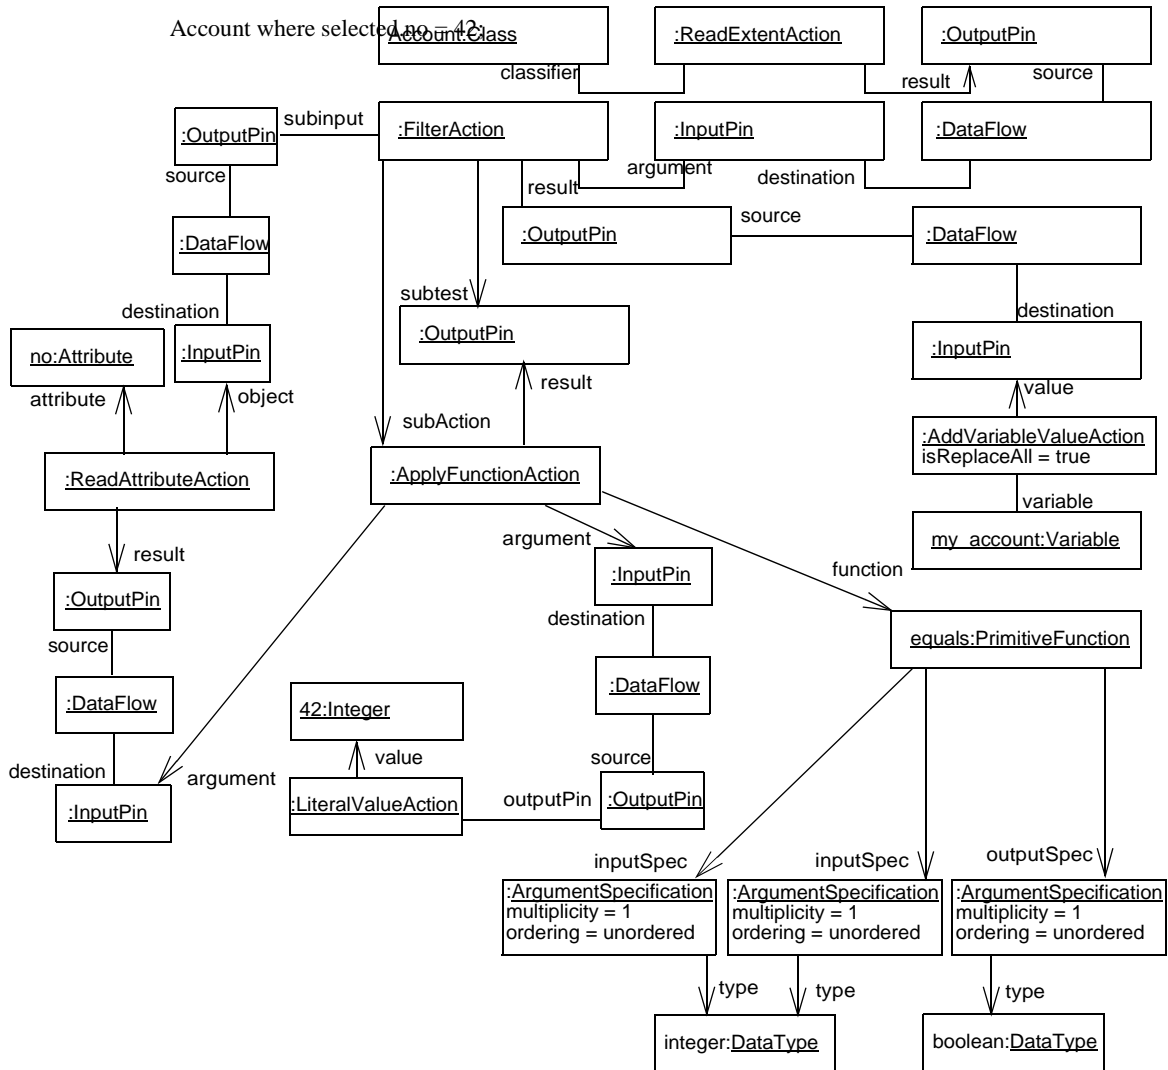 Account where selected.no = 42;
Account:Class
:ReadExtentAction
:OutputPin
classifier
result
source
subinput
:OutputPin
:FilterAction
:InputPin
:DataFlow
source
result
argument
destination
:OutputPin
source
:DataFlow
:DataFlow
destination
subtest
:OutputPin
destination
no:Attribute
:InputPin
:InputPin
attribute
object
result
value
subAction
:AddVariableValueAction
isReplaceAll = true
:ReadAttributeAction
:ApplyFunctionAction
variable
my_account:Variable
result
argument
:InputPin
function
:OutputPin
destination
equals:PrimitiveFunction
source
:DataFlow
:DataFlow
42:Integer
destination
argument
value
source
:InputPin
:LiteralValueAction
outputPin
:OutputPin
inputSpec
inputSpec
outputSpec
:ArgumentSpecification
multiplicity = 1
ordering = unordered
:ArgumentSpecification
multiplicity = 1
ordering = unordered
:ArgumentSpecification
multiplicity = 1
ordering = unordered
type
type
type
integer:DataType
boolean:DataType